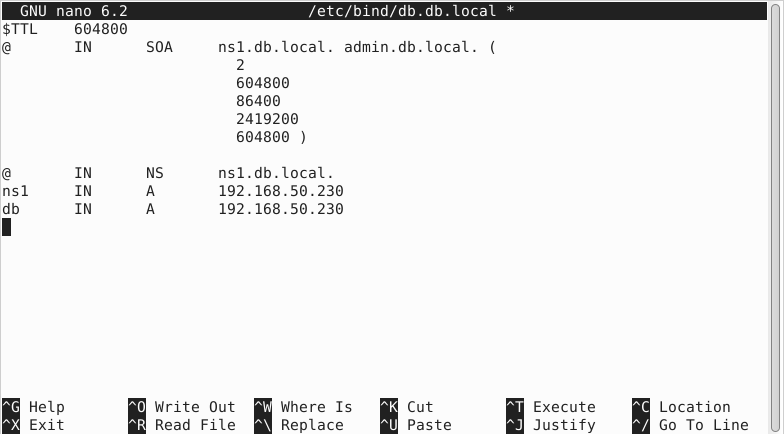 GNU nano 6.2 /etc/bind/db.db.local *
$TTL 604800
@ IN SOA ns1.db.local. admin.db.local. (
2
604800
86400
2419200
604800 )
@ IN NS ns1.db.local.
ns1 IN A 192.168.50.230
db IN A 192.168.50.230
^G Help ^O Write Out ^W Where Is ^K Cut ^T Execute ^C Location
^X Exit ^R Read File ^\ Replace ^U Paste ^J Justify ^/ Go To Line